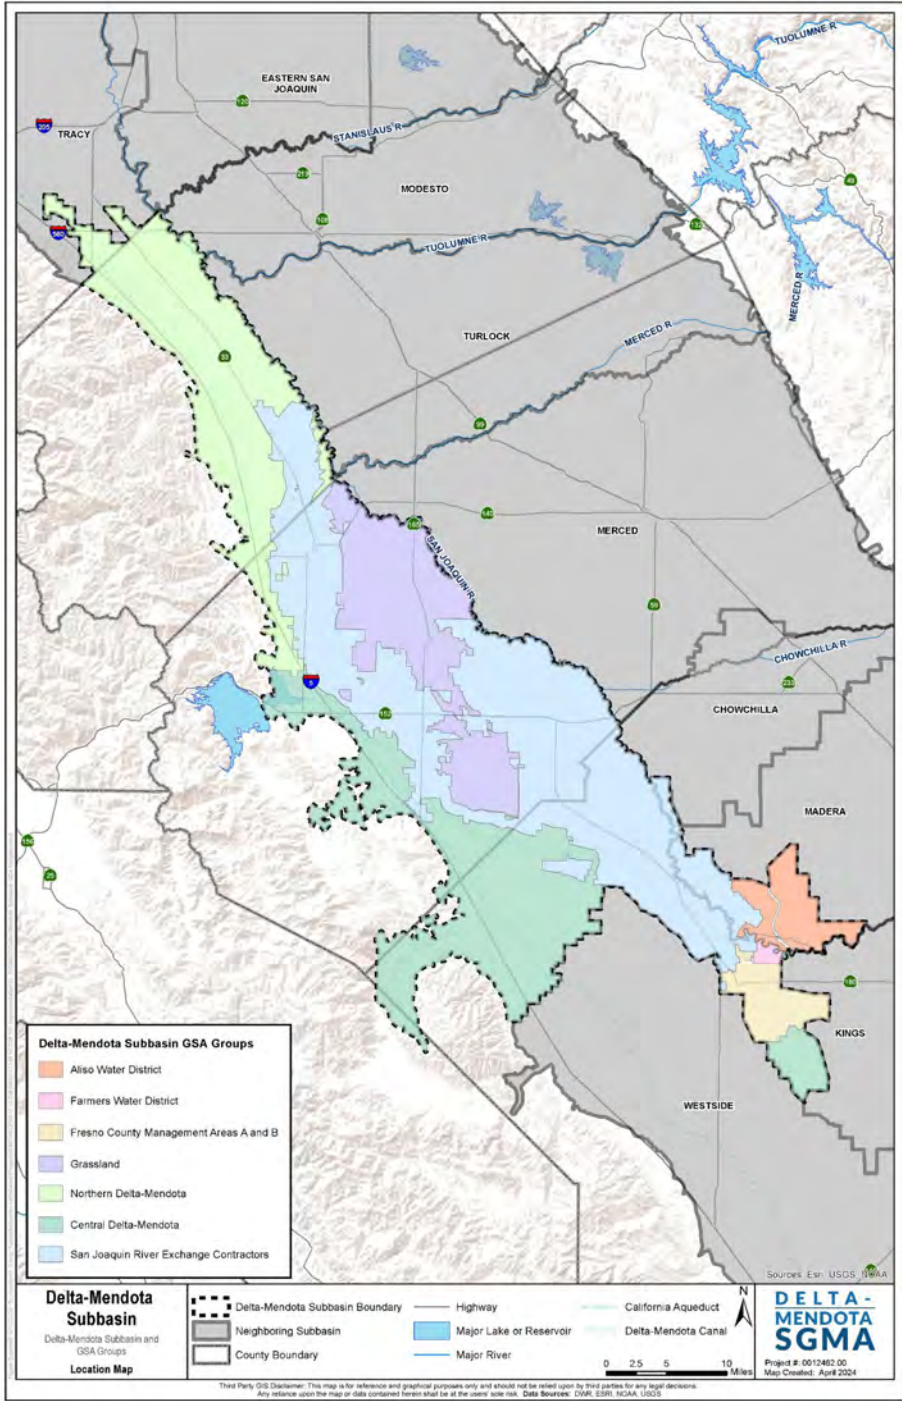 TUOLUMNE R
EASTERN SAN
JOAQUIN
120
205
TRACY
STANISLAUS R
219
MODESTO
49
108
132
580
TUOLUMNE R
MERCED R
TURLOCK
MERCED R
33
99
165
140
SAN JOAQUIN R
MERCED
59
CHOWCHILLA R
5
233
152
CHOWCHILLA
MADERA
156
25
180
KINGS
WESTSIDE
Delta-Mendota Subbasin GSA Groups
Aliso Water District
Farmers Water District
Fresno County Management Areas A and B
Grassland
Northern Delta-Mendota
Central Delta-Mendota
San Joaquin River Exchange Contractors
Sources: Esri, USGS, NOAA
Delta-Mendota
Subbasin
Delta-Mendota Subbasin and
GSA Groups
Location Map
Delta-Mendota Subbasin Boundary
Neighboring Subbasin
County Boundary
Highway
Major Lake or Reservoir
Major River
California Aqueduct
Delta-Mendota Canal
N
0 2.5 5 10
Miles
DELTA-
MENDOTA
SGMA
Project #: 0012462.00
Map Created: April 2024
Third Party GIS Disclaimer: This map is for reference and graphical purposes only and should not be relied upon by third parties for any legal decisions.
Any reliance upon the map or data contained herein shall be at the users' sole risk. Data Sources: DWR, ESRI, NOAA, USGS